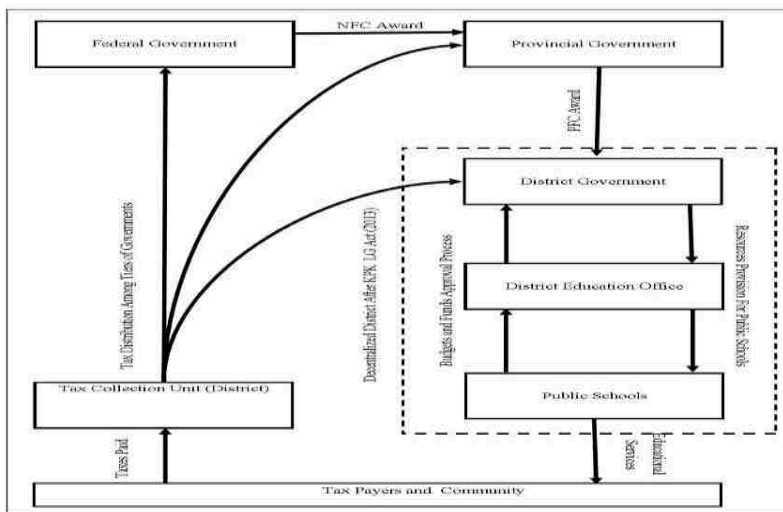 NFC Award
Federal Government
Provincial Government
PFC Award
District Government
Tax Distribution Among Tiers of Governments
Decentralized District After KPK LG Act (2013)
Budgets and Funds Approval Process
Resources Provision For Public Schools
District Education Office
Tax Collection Unit (District)
Public Schools
Taxes Paid
Educational
Services
Tax Payers and Community